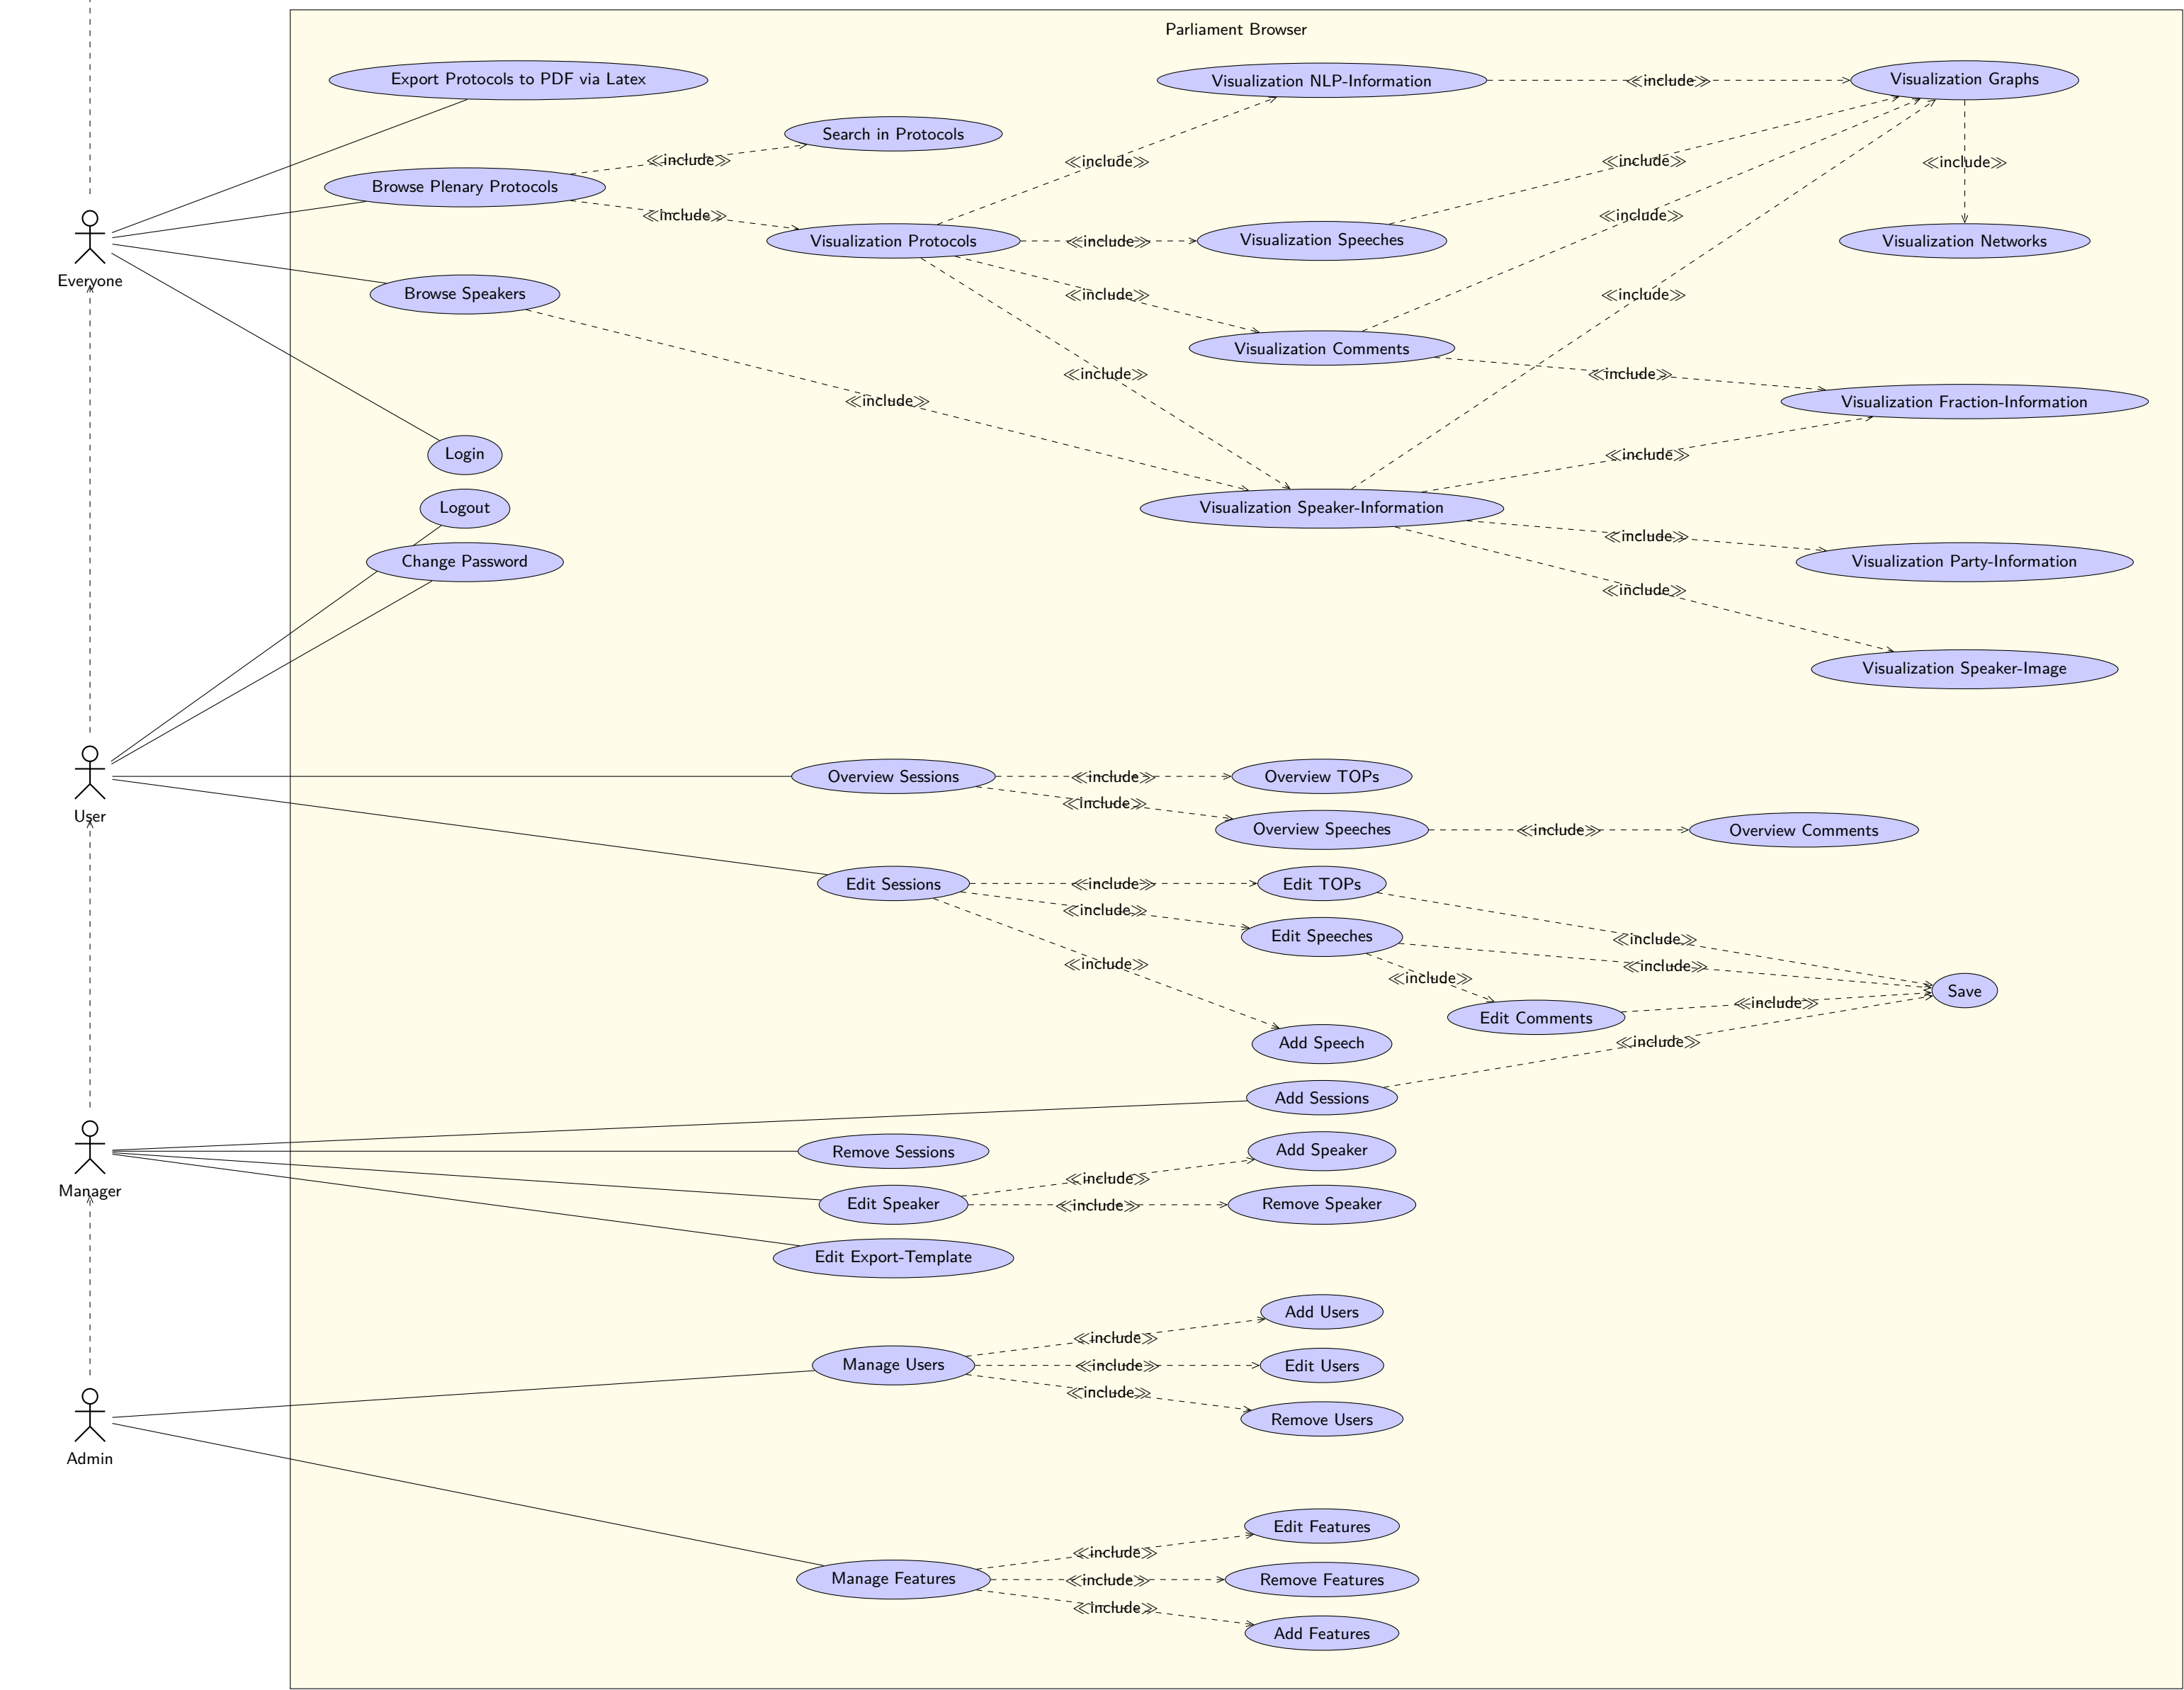 Parliament Browser
Export Protocols to PDF via Latex
Visualization NLP-Information
«include»
Visualization Graphs
Search in Protocols
«include»
«include»
«include»
«include»
Browse Plenary Protocols
«include»
«include»
Visualization Protocols
«include»
Visualization Speeches
Visualization Networks
Everyone
Browse Speakers
«include»
«include»
Visualization Comments
«include»
«include»
«include»
Visualization Fraction-Information
Login
«include»
Logout
Visualization Speaker-Information
«include»
Change Password
Visualization Party-Information
«include»
Visualization Speaker-Image
User
Overview Sessions
«include»
Overview TOPs
«include»
Overview Speeches
«include»
Overview Comments
Edit Sessions
«include»
Edit TOPs
«include»
Edit Speeches
«include»
«include»
«include»
«include»
Save
Edit Comments
«include»
Add Speech
«include»
Add Sessions
Manager
Remove Sessions
Add Speaker
«include»
Edit Speaker
«include»
Remove Speaker
Edit Export-Template
Add Users
«include»
Manage Users
«include»
Edit Users
«include»
Remove Users
Admin
Edit Features
«include»
Manage Features
«include»
Remove Features
«include»
Add Features